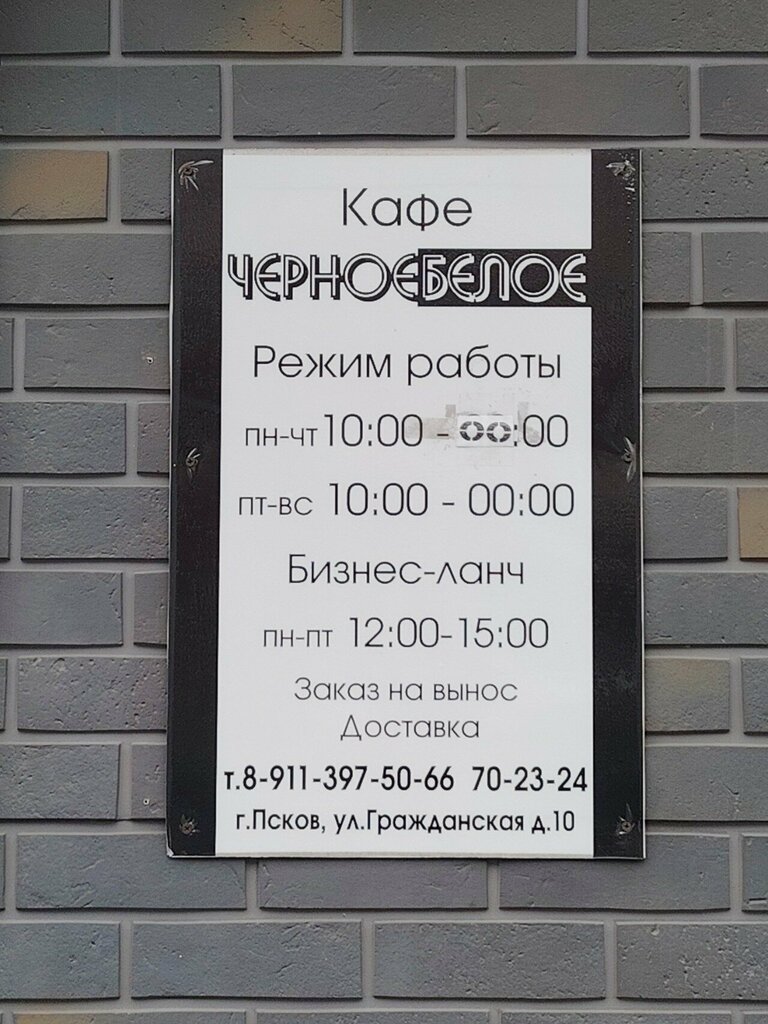 Кафе
ЧЕРНОЕБЕЛОЕ
Режим работы
пн-чт 10:00 - 00:00
пт-вс 10:00 - 00:00
Бизнес-ланч
пн-пт 12:00-15:00
Заказ на вынос
Доставка
т.8-911-397-50-66 70-23-24
г.Псков, ул.Гражданская д.10